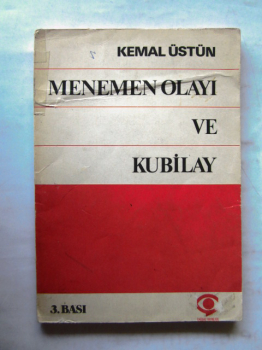 KEMAL ÜSTÜN
MENEMEN OLAYI
VE
KUBİLAY
3. BASI